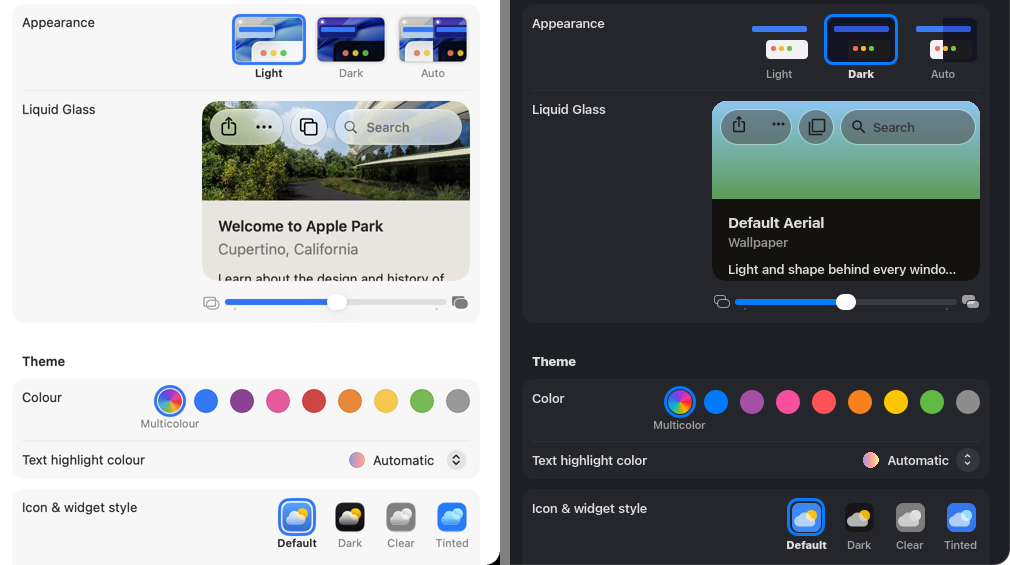 Appearance
Light
Dark
Auto
Liquid Glass
Search
Welcome to Apple Park
Cupertino, California
Learn about the design and history of
Theme
Colour
Multicolour
Text highlight colour
Automatic
Icon & widget style
Default
Dark
Clear
Tinted
Appearance
Light
Dark
Auto
Liquid Glass
Search
Default Aerial
Wallpaper
Light and shape behind every windo...
Theme
Color
Multicolor
Text highlight color
Automatic
Icon & widget style
Default
Dark
Clear
Tinted